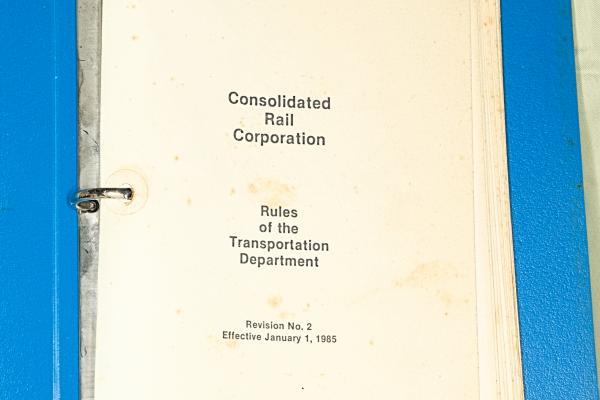 Consolidated
Rail
Corporation
Rules
of the
Transportation
Department
Revision No. 2
Effective January 1, 1985